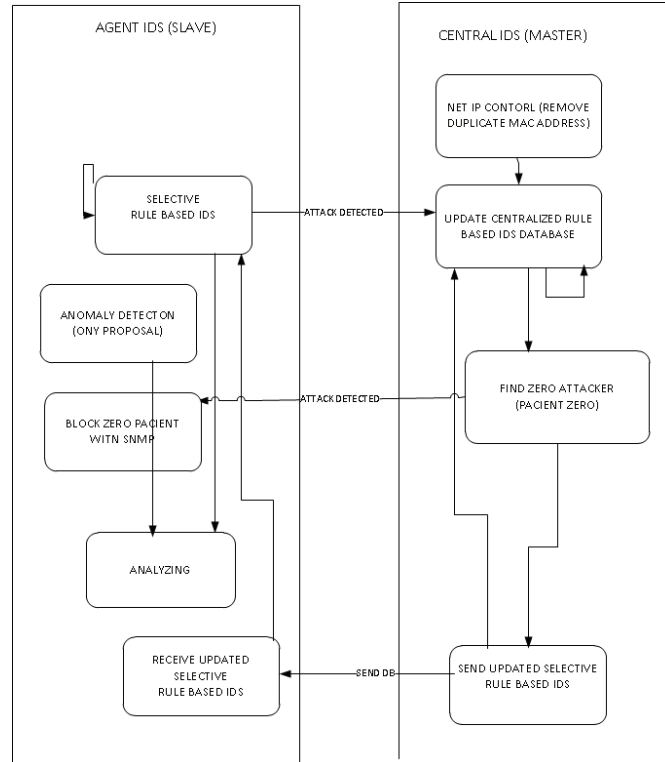 AGENT IDS (SLAVE)
CENTRAL IDS (MASTER)
NET IP CONTORL (REMOVE
DUPLICATE MAC ADDRESS)
SELECTIVE
RULE BASED IDS
ATTACK DETECTED
UPDATE CENTRALIZED RULE
BASED IDS DATABASE
ANOMALY DETECTON
(ONY PROPOSAL)
FIND ZERO ATTACKER
(PACIENT ZERO)
ATTACK DETECTED
BLOCK ZERO PACIENT
WITN SNMP
ANALYZING
RECEIVE UPDATED
SELECTIVE
RULE BASED IDS
SEND DB
SEND UPDATED SELECTIVE
RULE BASED IDS